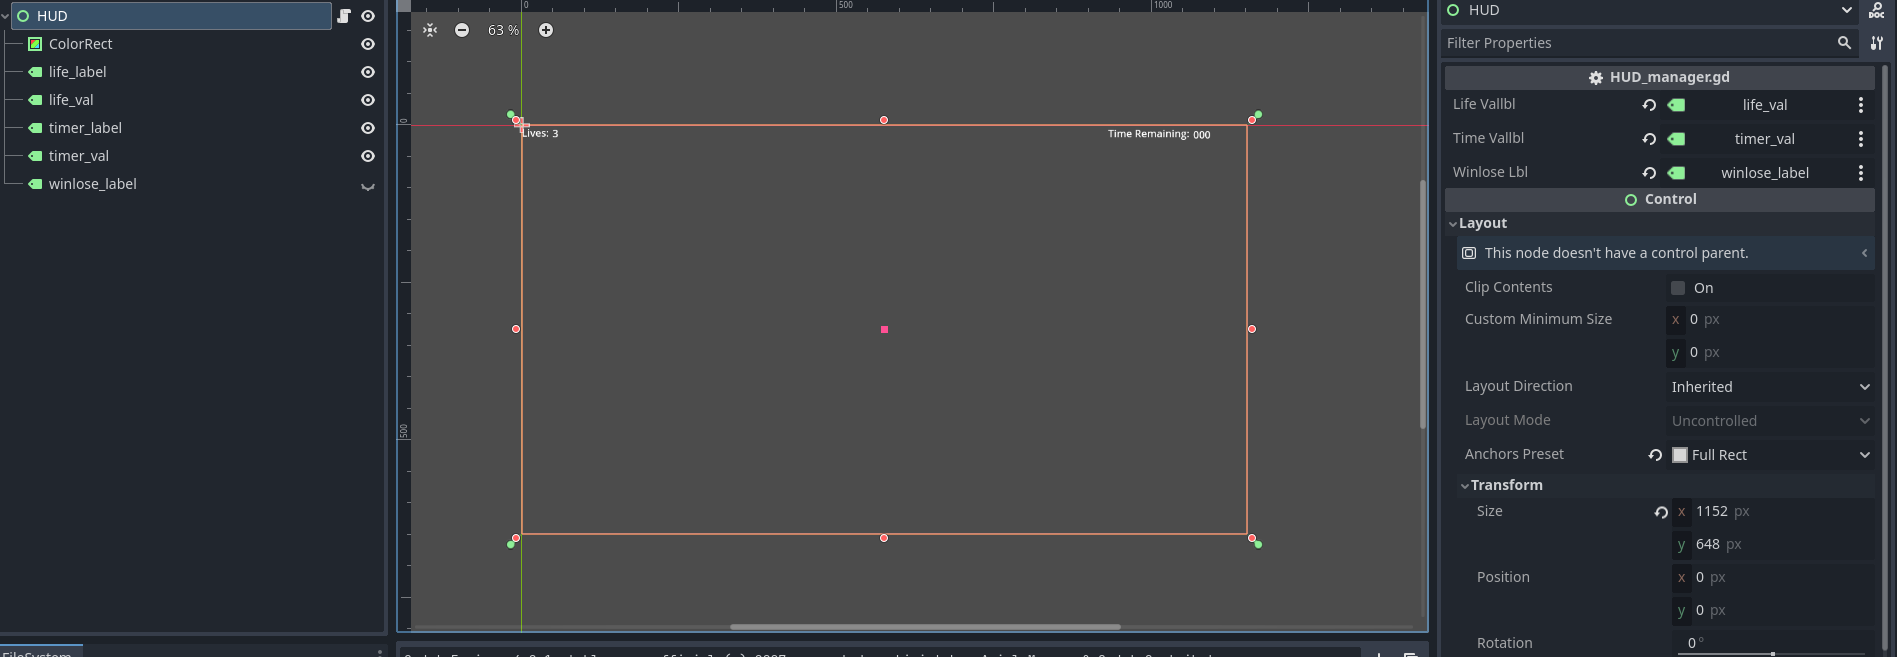 HUD
ColorRect
life_label
life_val
timer_label
timer_val
winlose_label
FileSystem
0
500
1000
63 %
0
500
Lives: 3
Time Remaining: 000
HUD
DOC
Filter Properties
HUD_manager.gd
Life Vallbl life_val
Time Vallbl timer_val
Winlose Lbl winlose_label
Control
Layout
This node doesn't have a control parent.
Clip Contents On
Custom Minimum Size x 0 px
y 0 px
Layout Direction Inherited
Layout Mode Uncontrolled
Anchors Preset Full Rect
Transform
Size x 1152 px
y 648 px
Position x 0 px
y 0 px
Rotation 0 °